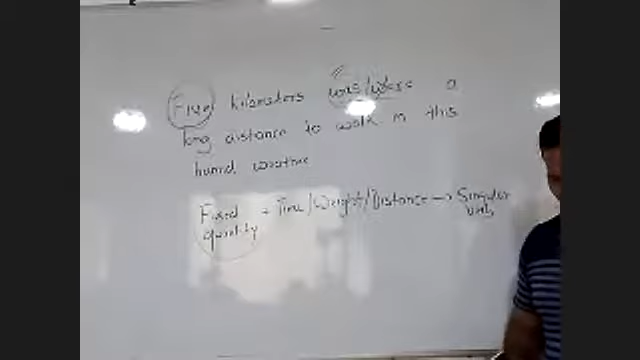 Five kilometers was/were a
long distance to walk in this
humid weather
Fixed = Time/Weight/Distance → Singular
quantity verb